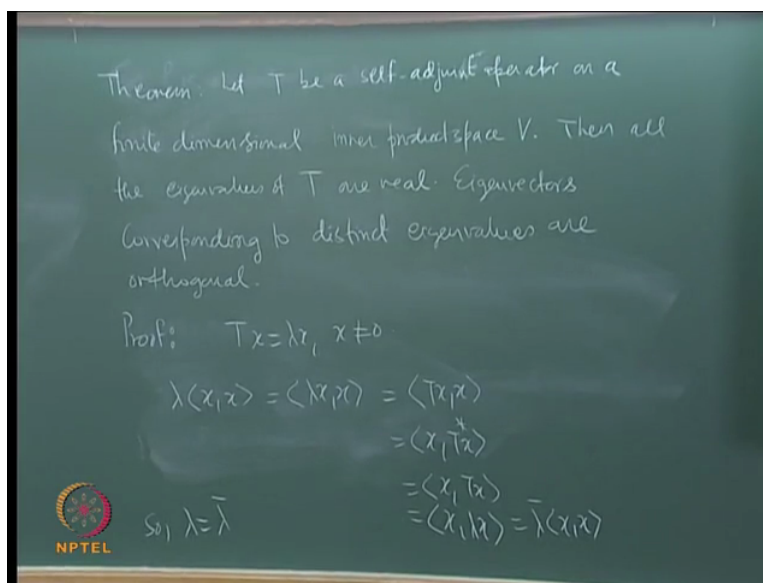 Theorem. Let T be a self-adjoint operator on a
finite dimensional inner product space V. Then all
the eigenvalues of T are real. Eigenvectors
corresponding to distinct eigenvalues are
orthogonal.
Proof: Tx = λx, x ≠ 0.
λ⟨x,x⟩ = ⟨λx,x⟩ = ⟨Tx,x⟩
= ⟨x,T*x⟩
= ⟨x,Tx⟩
so, λ = λ̄ = ⟨x,λx⟩ = λ̄⟨x,x⟩
NPTEL